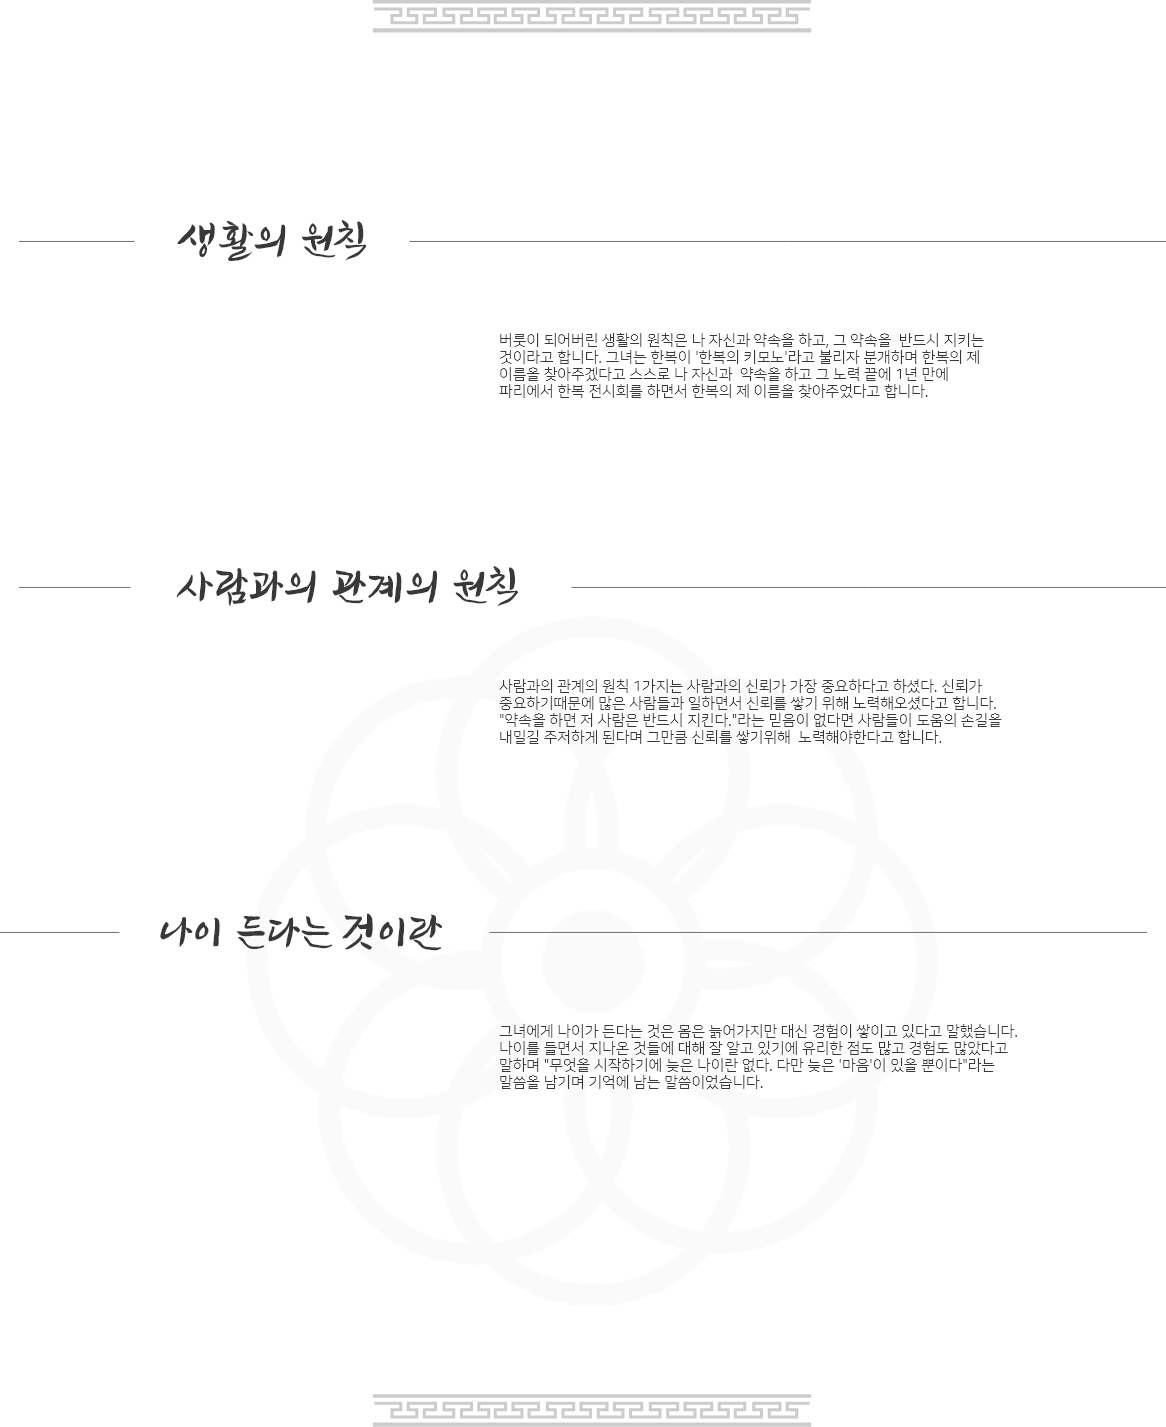 생활의 원칙
버릇이 되어버린 생활의 원칙은 나 자신과 약속을 하고, 그 약속을 반드시 지키는
것이라고 합니다. 그녀는 한복이 '한복의 키모노'라고 불리자 분개하며 한복의 제
이름을 찾아주겠다고 스스로 나 자신과 약속을 하고 그 노력 끝에 1년 만에
파리에서 한복 전시회를 하면서 한복의 제 이름을 찾아주었다고 합니다.
사람과의 관계의 원칙
사람과의 관계의 원칙 1가지는 사람과의 신뢰가 가장 중요하다고 하셨다. 신뢰가
중요하기때문에 많은 사람들과 일하면서 신뢰를 쌓기 위해 노력해오셨다고 합니다.
"약속을 하면 저 사람은 반드시 지킨다."라는 믿음이 없다면 사람들이 도움의 손길을
내밀길 주저하게 된다며 그만큼 신뢰를 쌓기위해 노력해야한다고 합니다.
나이 든다는 것이란
그녀에게 나이가 든다는 것은 몸은 늙어가지만 대신 경험이 쌓이고 있다고 말했습니다.
나이를 들면서 지나온 것들에 대해 잘 알고 있기에 유리한 점도 많고 경험도 많았다고
말하며 "무엇을 시작하기에 늦은 나이란 없다. 다만 늦은 '마음'이 있을 뿐이다"라는
말씀을 남기며 기억에 남는 말씀이었습니다.